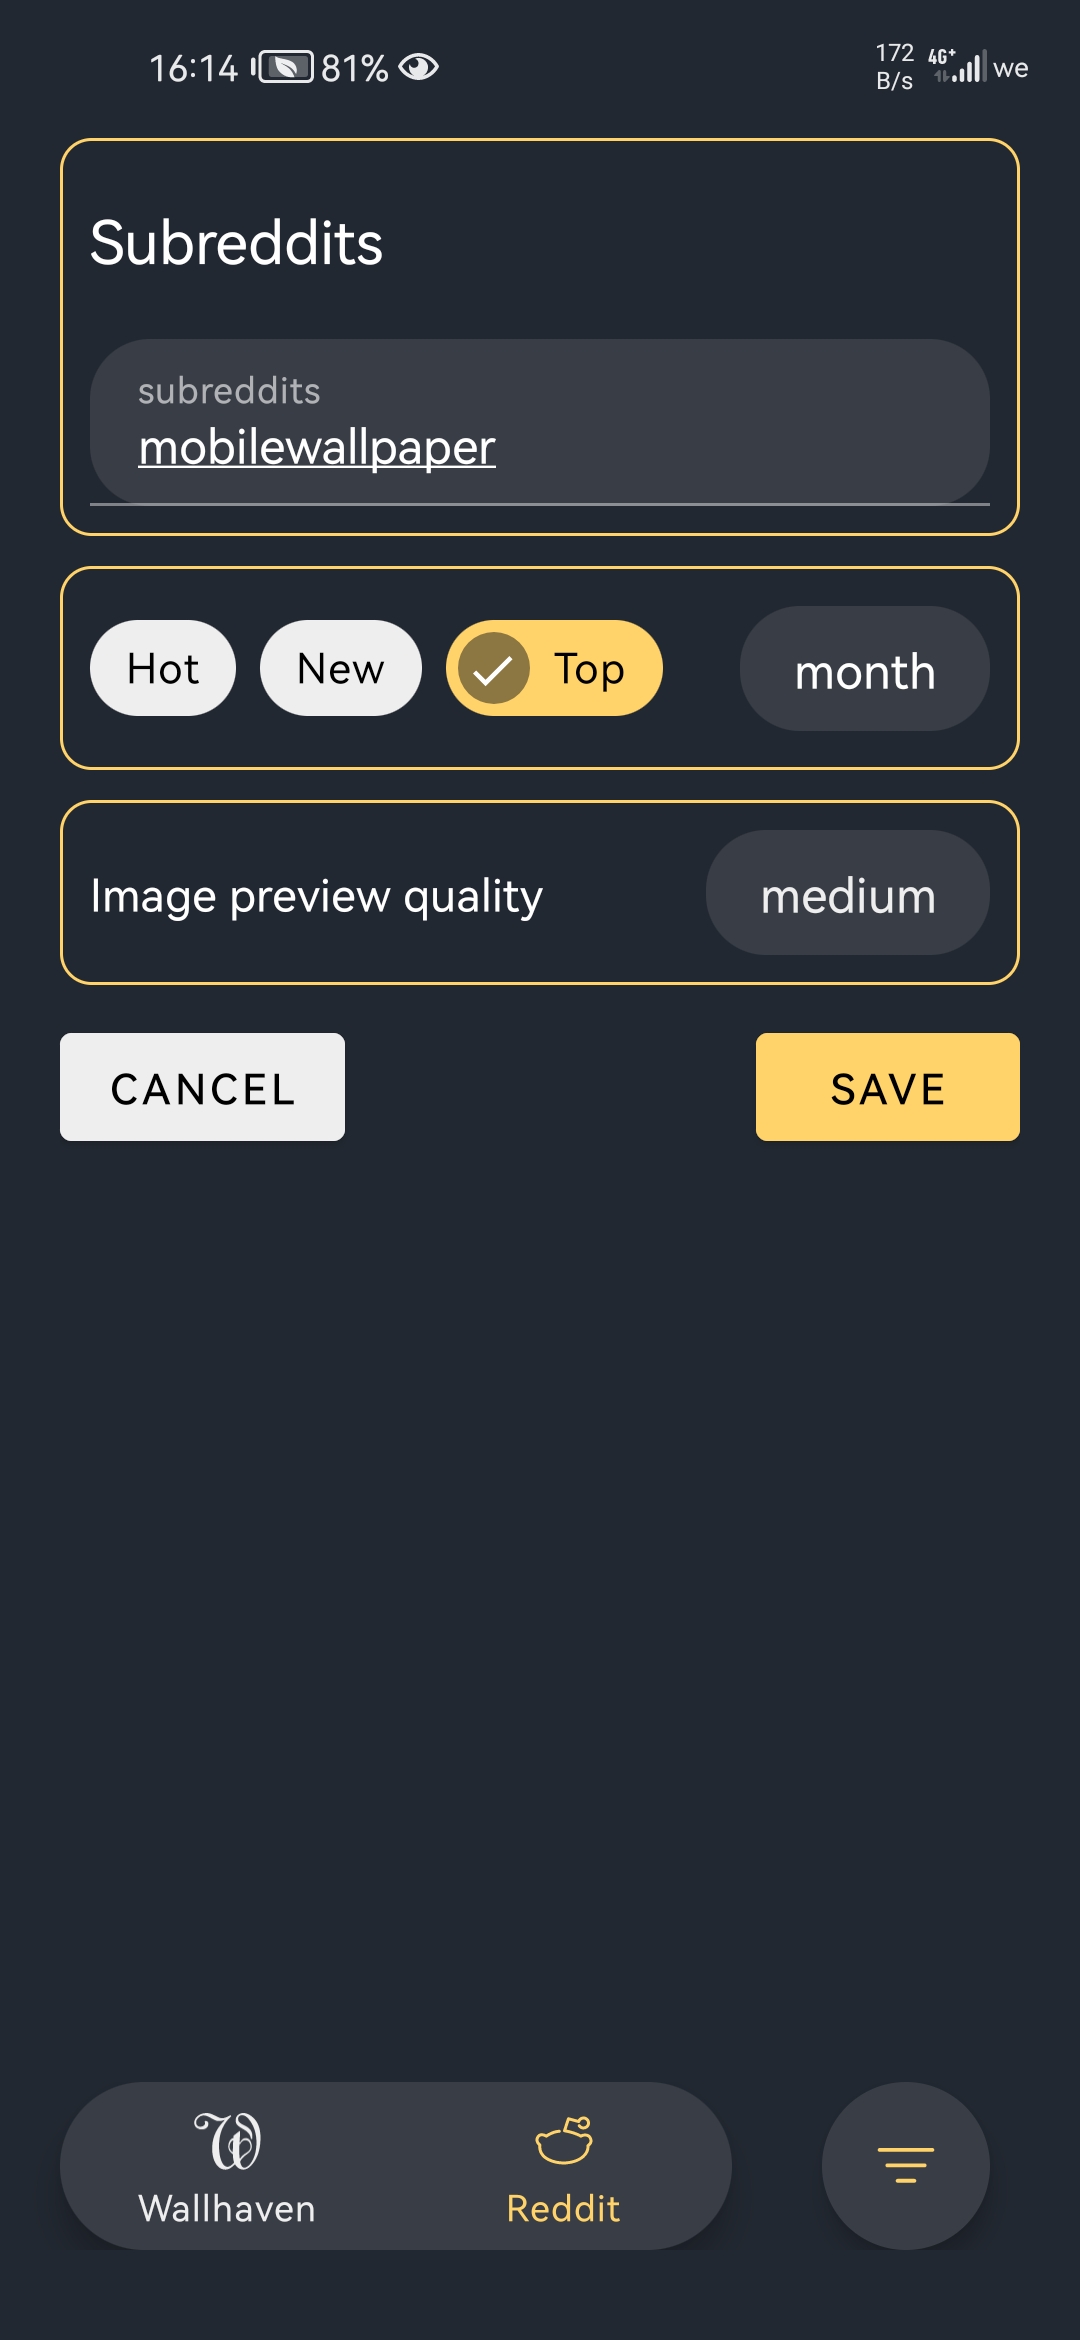 16:14 81% 172 B/s 4G+ we
Subreddits
subreddits
mobilewallpaper
Hot New Top month
Image preview quality medium
CANCEL SAVE
Wallhaven Reddit